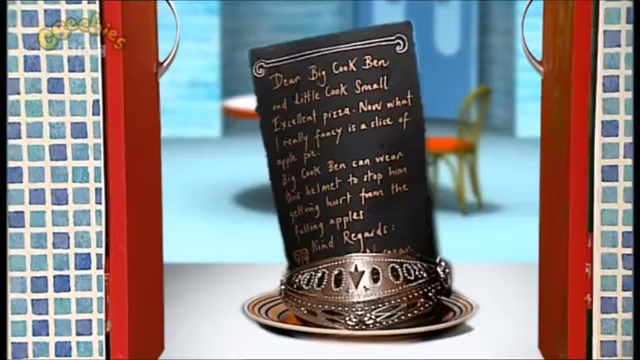 CBeebies
Dear Big Cook Ben
and Little Cook Small
Excellent pizza. Now what
I really fancy is a slice of
apple pie.
Big Cook Ben can wear
this helmet to stop him
getting hurt from the
falling apples
Kind Regards: